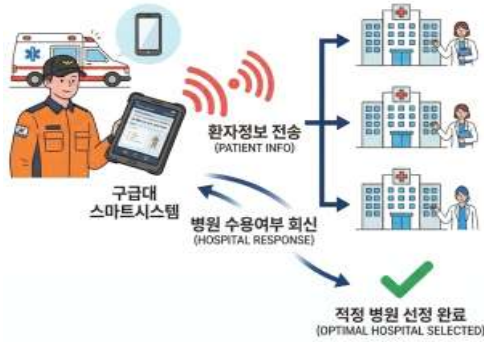 환자정보 전송
(PATIENT INFO)
구급대
스마트시스템
병원 수용여부 회신
(HOSPITAL RESPONSE)
적정 병원 선정 완료
(OPTIMAL HOSPITAL SELECTED)